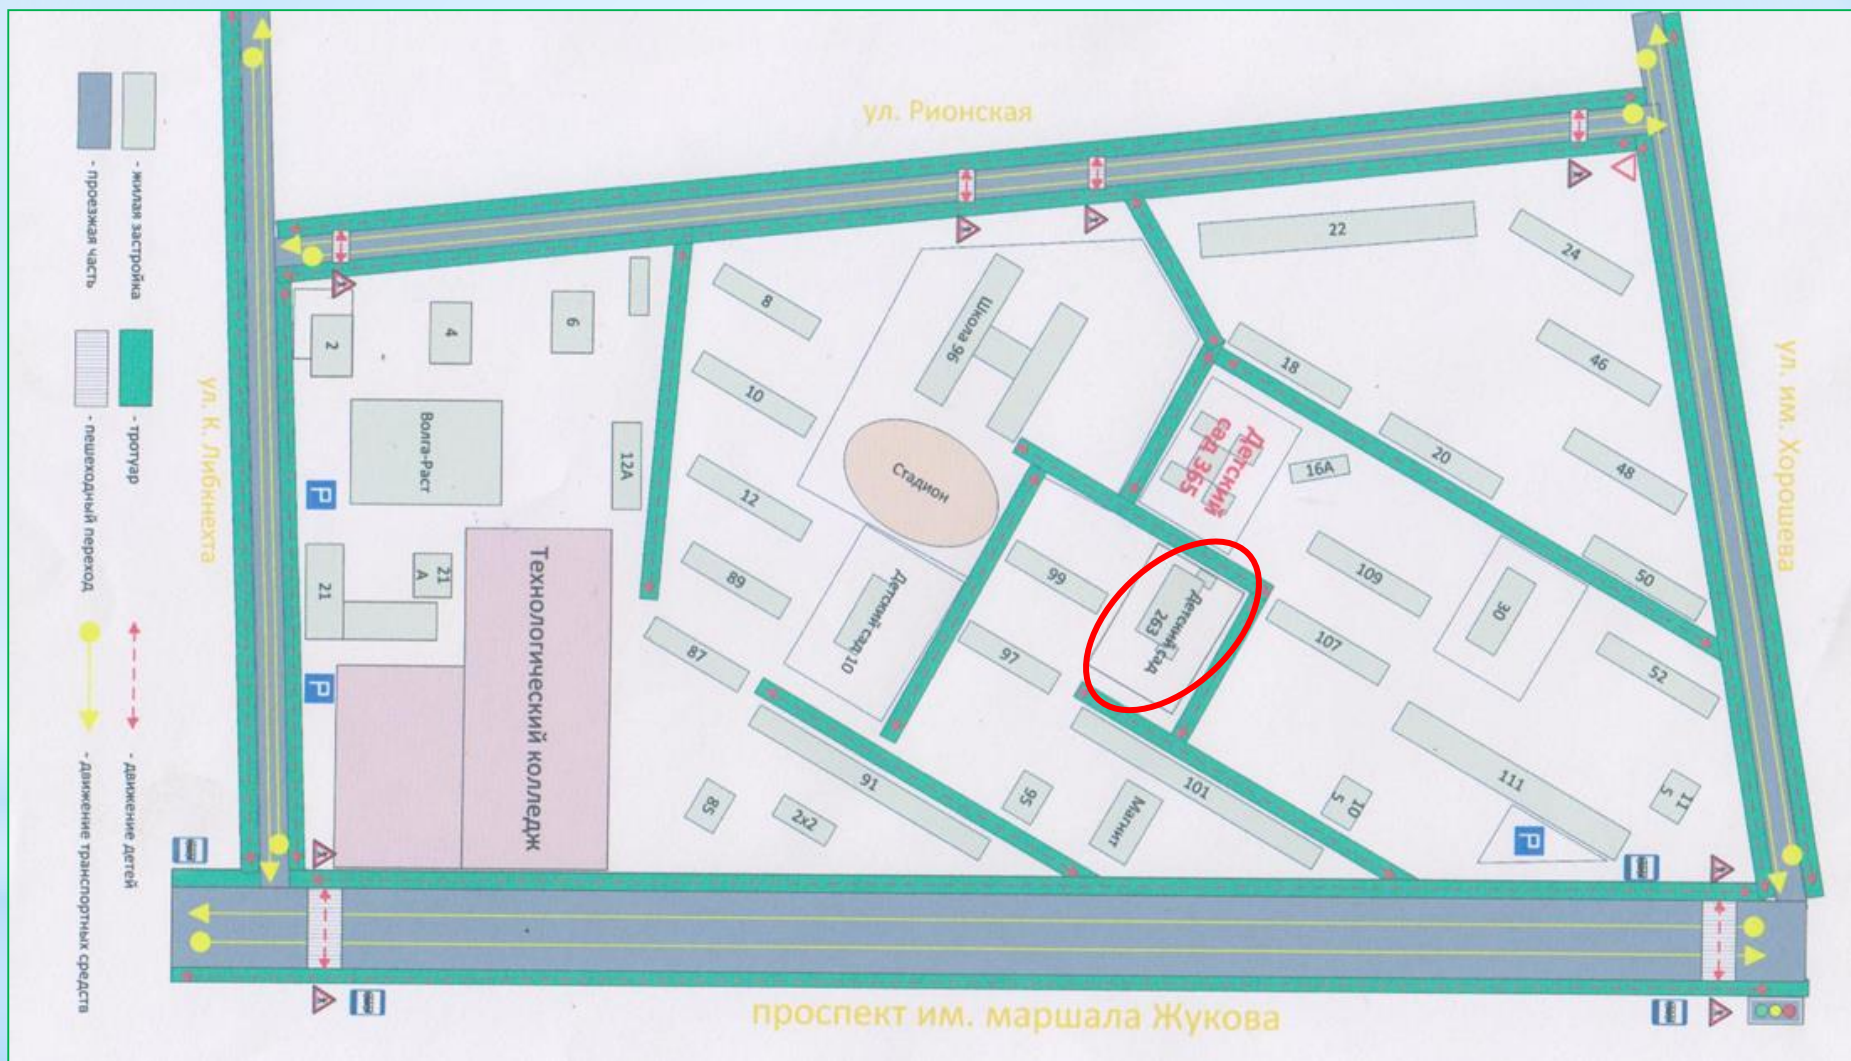 ул. Рионская
ул. К. Либкнехта
ул. им. Хорошева
проспект им. маршала Жукова
- жилая застройка
- проезжая часть
- тротуар
- пешеходный переход
- движение детей
- движение транспортных средств
2
4
6
8
10
12
12А
89
87
Волга-Раст
P
21
21
А
P
Технологический колледж
Школа 96
Стадион
Детский сад 10
22
24
18
20
46
48
50
52
16А
Детский
сад 365
99
97
Детский сад
263
109
107
30
111
85
2х2
91
95
Магнит
101
10
5
11
5
P